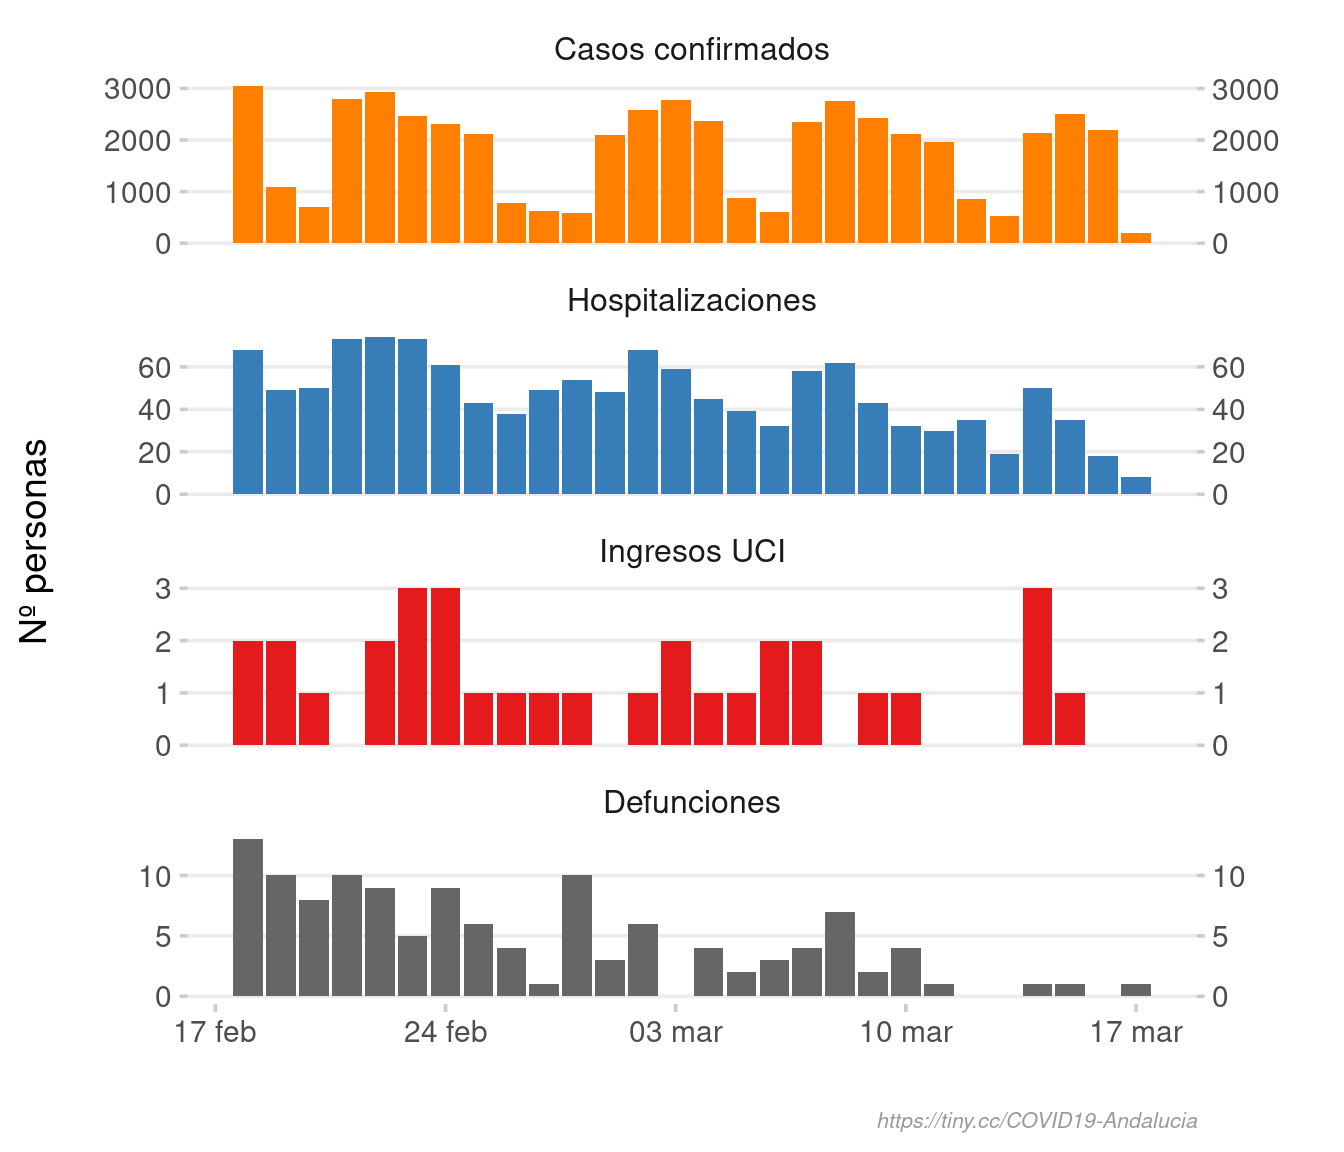 Casos confirmados
3000 3000
2000 2000
1000 1000
0 0
Hospitalizaciones
60 60
40 40
20 20
0 0
Nº personas
Ingresos UCI
3 3
2 2
1 1
0 0
Defunciones
10 10
5 5
0 0
17 feb 24 feb 03 mar 10 mar 17 mar
https://tiny.cc/COVID19-Andalucia